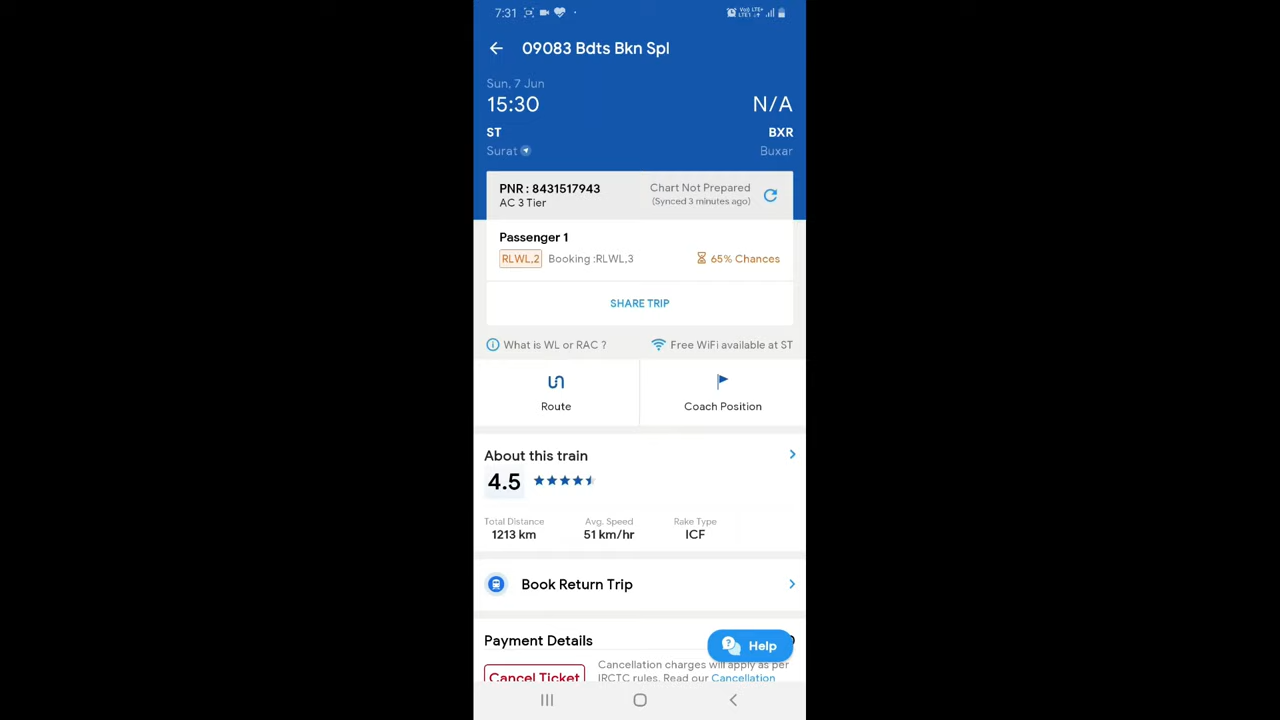 7:31
09083 Bdts Bkn Spl
Sun, 7 Jun
15:30 N/A
ST BXR
Surat Buxar
PNR : 8431517943 Chart Not Prepared
AC 3 Tier (Synced 3 minutes ago)
Passenger 1
RLWL,2 Booking :RLWL,3 65% Chances
SHARE TRIP
What is WL or RAC ? Free WiFi available at ST
Route Coach Position
About this train
4.5
Total Distance Avg. Speed Rake Type
1213 km 51 km/hr ICF
Book Return Trip
Payment Details
Help
Cancel Ticket Cancellation charges will apply as per
IRCTC rules. Read our Cancellation